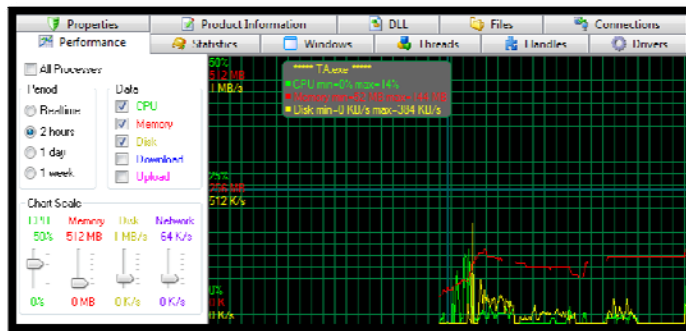 Properties Product Information DLL Files Connections
Performance Statistics Windows Threads Handles Drivers
All Processes
Period Data
Realtime CPU
2 hours Memory
1 day Disk
1 week Download
Upload
Chart Scale
CPU Memory Disk Network
50% 512 MB 1 MB/s 64 K/s
0% 0 MB 0 K/s 0 K/s
50%
512 MB
1 MB/s
***** TA.exe *****
CPU min=0% max=14%
Memory min=52 MB max=144 MB
Disk min=0 KB/s max=384 KB/s
25%
256 MB
512 K/s
0%
0 K
0 K/s